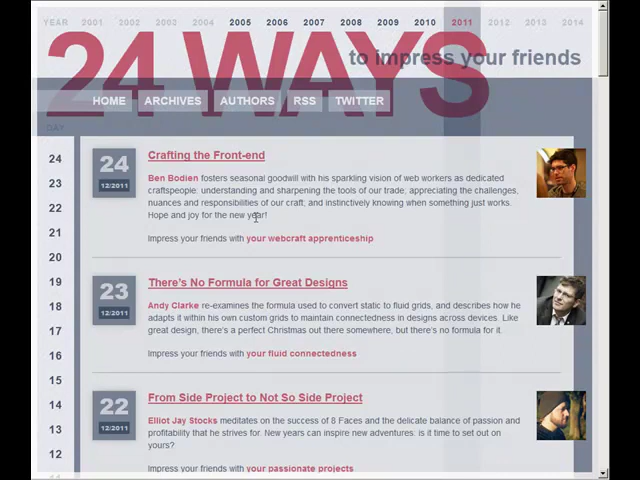 YEAR 2001 2002 2003 2004 2005 2006 2007 2008 2009 2010 2011 2012 2013 2014
24 WAYS
to impress your friends
HOME ARCHIVES AUTHORS RSS TWITTER
DAY
24
23
22
21
20
19
18
17
16
15
14
13
12
24
12/2011
Crafting the Front-end
Ben Bodien fosters seasonal goodwill with his sparkling vision of web workers as dedicated
craftspeople: understanding and sharpening the tools of our trade; appreciating the challenges,
nuances and responsibilities of our craft; and instinctively knowing when something just works.
Hope and joy for the new year!
Impress your friends with your webcraft apprenticeship
23
12/2011
There's No Formula for Great Designs
Andy Clarke re-examines the formula used to convert static to fluid grids, and describes how he
adapts it within his own custom grids to maintain connectedness in designs across devices. Like
great design, there's a perfect Christmas out there somewhere, but there's no formula for it.
Impress your friends with your fluid connectedness
22
12/2011
From Side Project to Not So Side Project
Elliot Jay Stocks meditates on the success of 8 Faces and the delicate balance of passion and
profitability that he strives for. New years can inspire new adventures: is it time to set out on
yours?
Impress your friends with your passionate projects